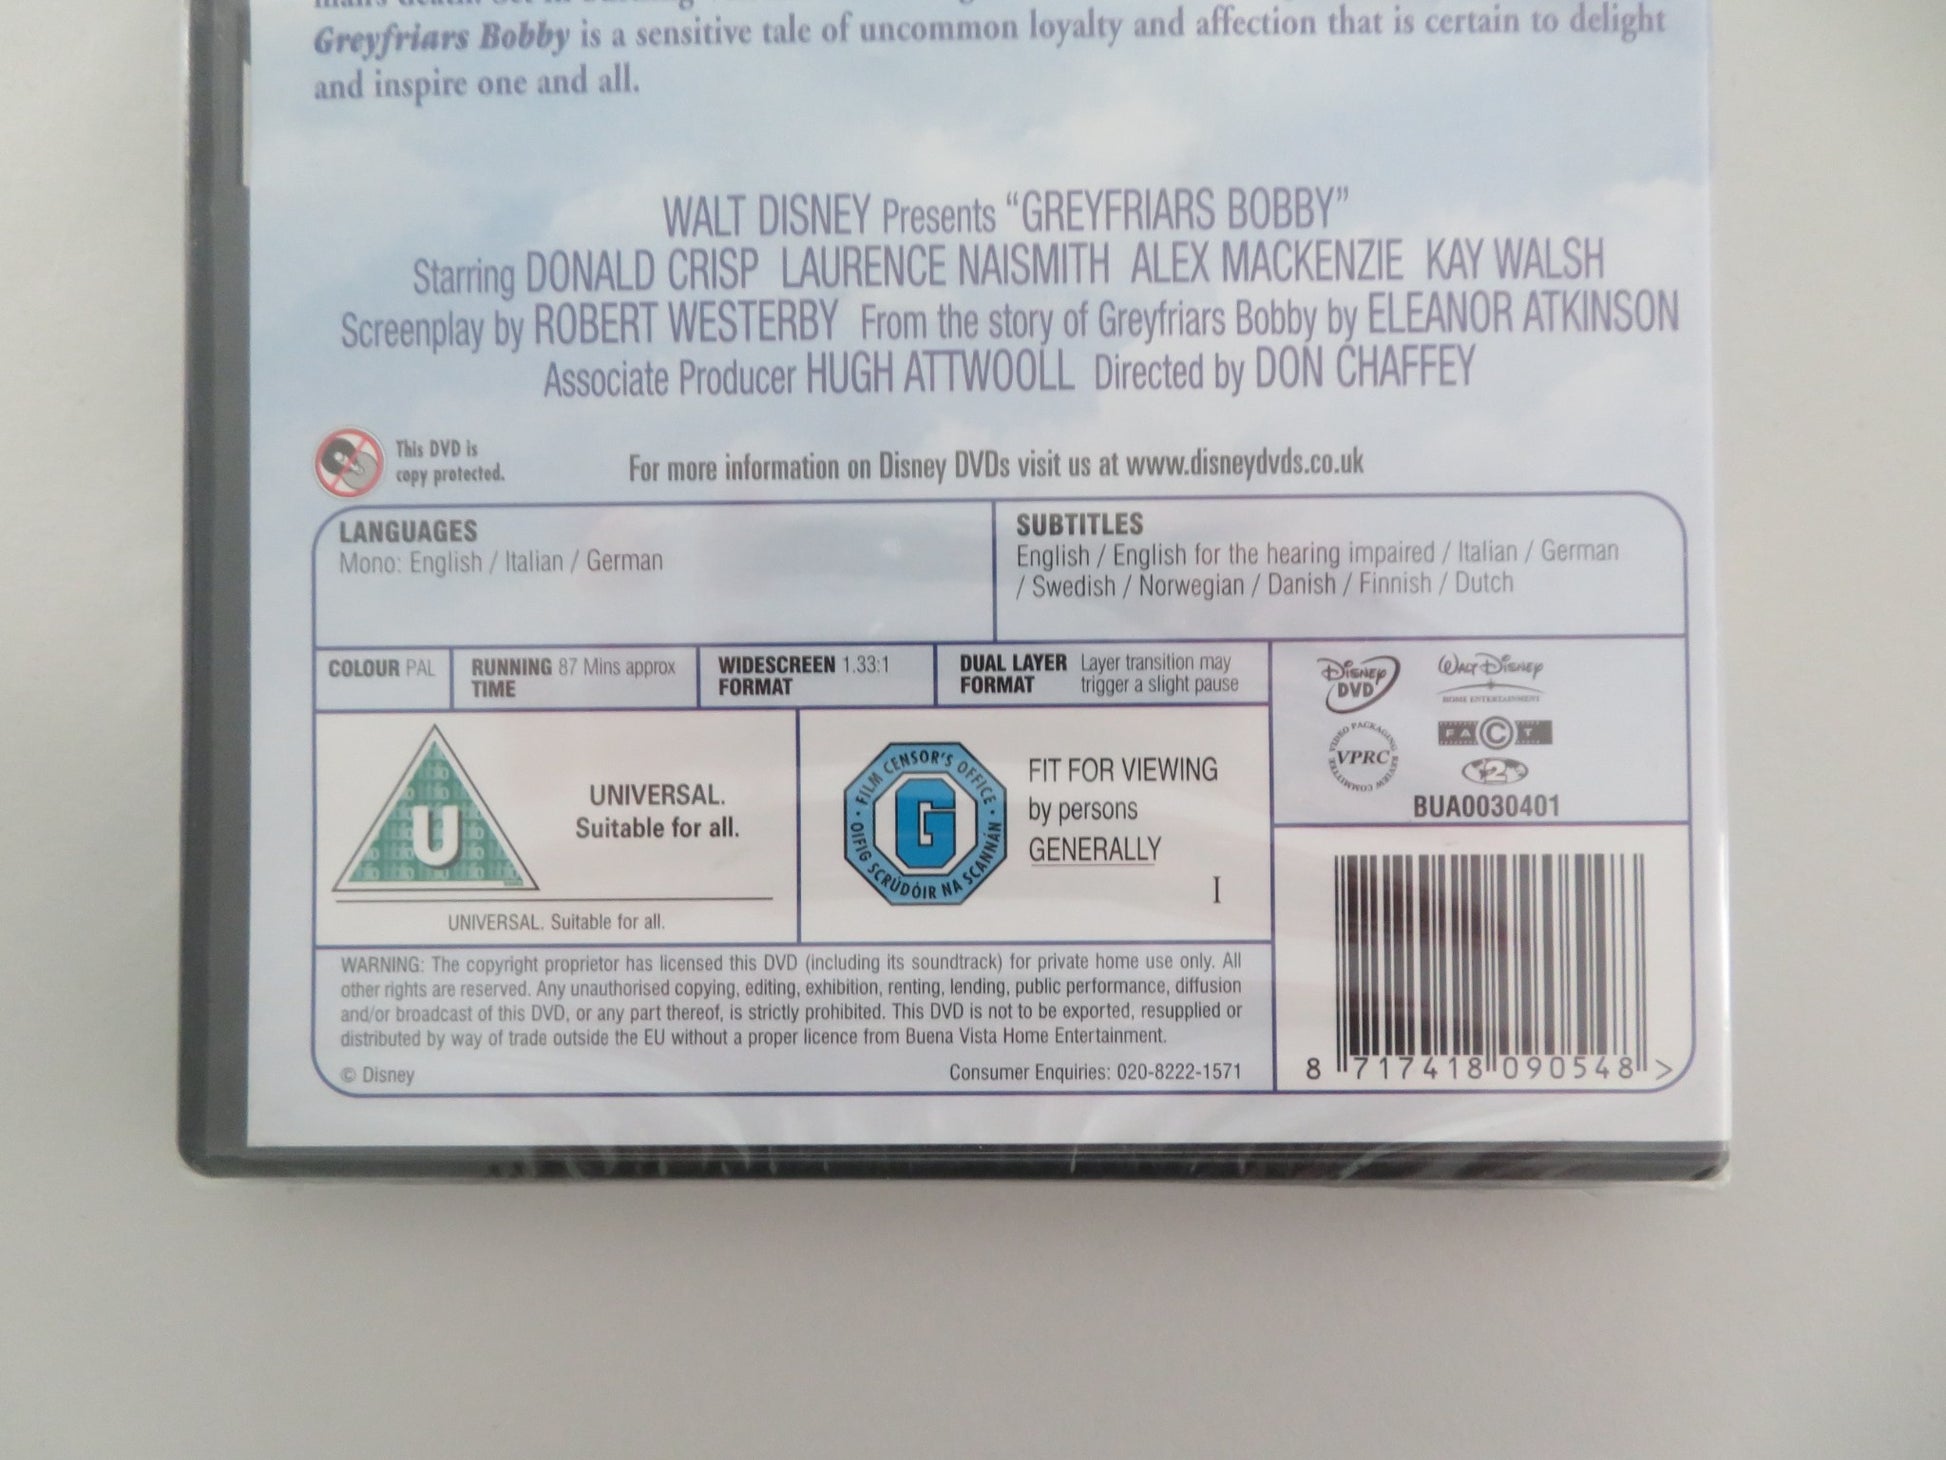 Greyfriars Bobby is a sensitive tale of uncommon loyalty and affection that is certain to delight
and inspire one and all.
WALT DISNEY Presents “GREYFRIARS BOBBY”
Starring DONALD CRISP LAURENCE NAISMITH ALEX MACKENZIE KAY WALSH
Screenplay by ROBERT WESTERBY From the story of Greyfriars Bobby by ELEANOR ATKINSON
Associate Producer HUGH ATTWOOLL Directed by DON CHAFFEY
This DVD is
copy protected.
For more information on Disney DVDs visit us at www.disneydvds.co.uk
LANGUAGES
Mono: English / Italian / German
SUBTITLES
English / English for the hearing impaired / Italian / German
/ Swedish / Norwegian / Danish / Finnish / Dutch
COLOUR PAL
RUNNING 87 Mins approx
TIME
WIDESCREEN 1.33:1
FORMAT
DUAL LAYER Layer transition may
FORMAT trigger a slight pause
DISNEY
DVD
WALT DISNEY
HOME ENTERTAINMENT
VIDEO PACKAGING REVIEW COMMITTEE
VPRC
FACT
2
BUA0030401
U
UNIVERSAL.
Suitable for all.
UNIVERSAL. Suitable for all.
FILM CENSOR'S OFFICE
G
OIFIG SCRÚDÓIR NA SCANNÁN
FIT FOR VIEWING
by persons
GENERALLY
I
WARNING: The copyright proprietor has licensed this DVD (including its soundtrack) for private home use only. All
other rights are reserved. Any unauthorised copying, editing, exhibition, renting, lending, public performance, diffusion
and/or broadcast of this DVD, or any part thereof, is strictly prohibited. This DVD is not to be exported, resupplied or
distributed by way of trade outside the EU without a proper licence from Buena Vista Home Entertainment.
© Disney
Consumer Enquiries: 020-8222-1571
8 717418 090548 >